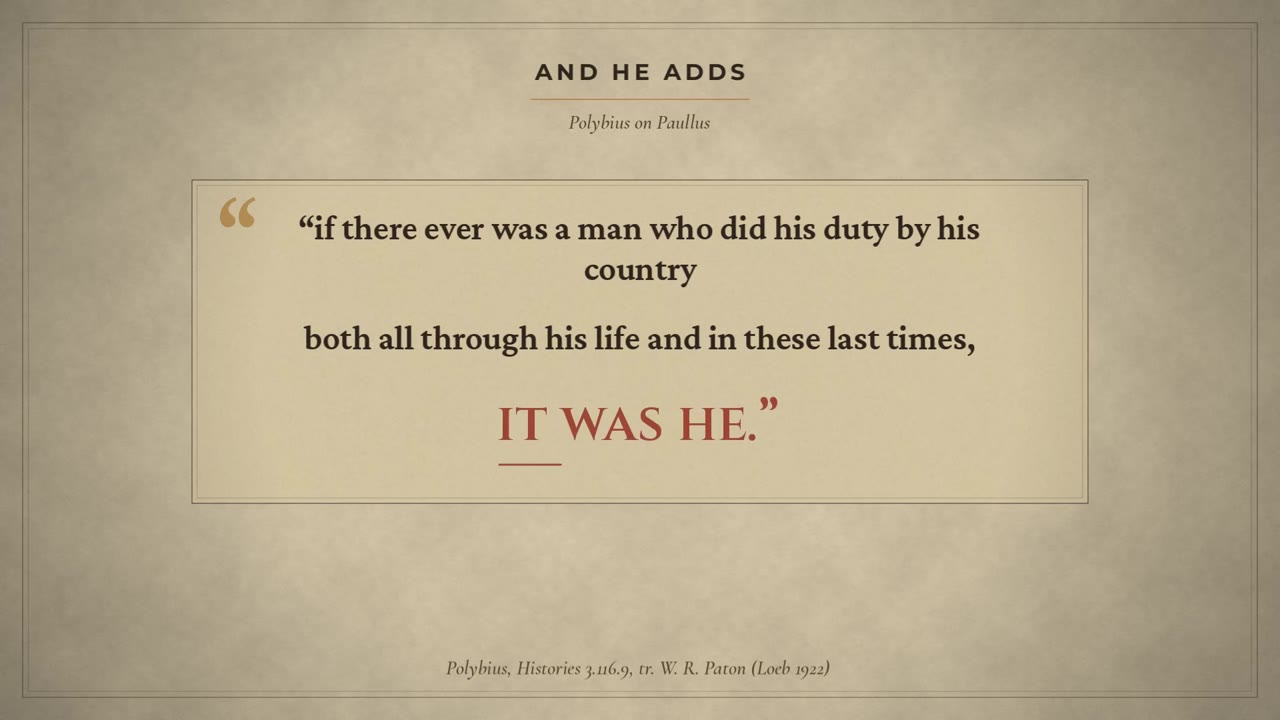 AND HE ADDS
Polybius on Paullus
“
“if there ever was a man who did his duty by his
country
both all through his life and in these last times,
IT WAS HE.”
Polybius, Histories 3.116.9, tr. W. R. Paton (Loeb 1922)